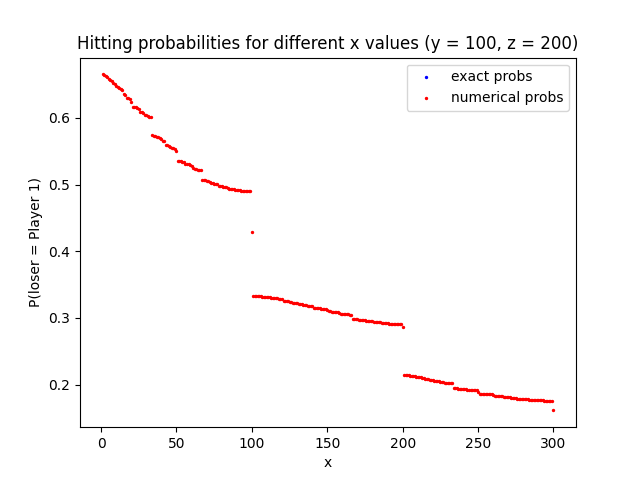 Hitting probabilities for different x values (y = 100, z = 200)
exact probs
numerical probs
P(loser = Player 1)
0.6
0.5
0.4
0.3
0.2
0
50
100
150
200
250
300
x